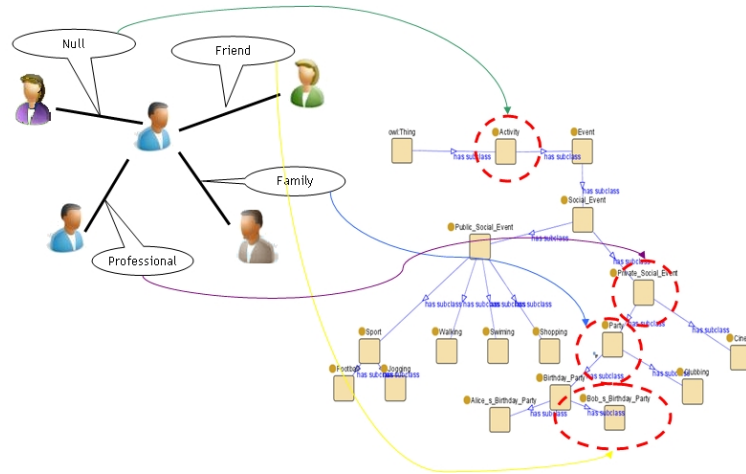 Null
Friend
Family
Professional
owl:Thing
Activity
Event
has subclass
has subclass
has subclass
Social_Event
Public_Social_Event
has subclass
has subclass
Private_Social_Event
has subclass
has subclass
has subclass
has subclass
has subclass
has subclass
has subclass
Sport
Walking
Swiming
Shopping
Party
Football
Jogging
has subclass
has subclass
has subclass
Clubbing
Birthday_Party
Alice_s_Birthday_Party
Bob_s_Birthday_Party
has subclass
has subclass